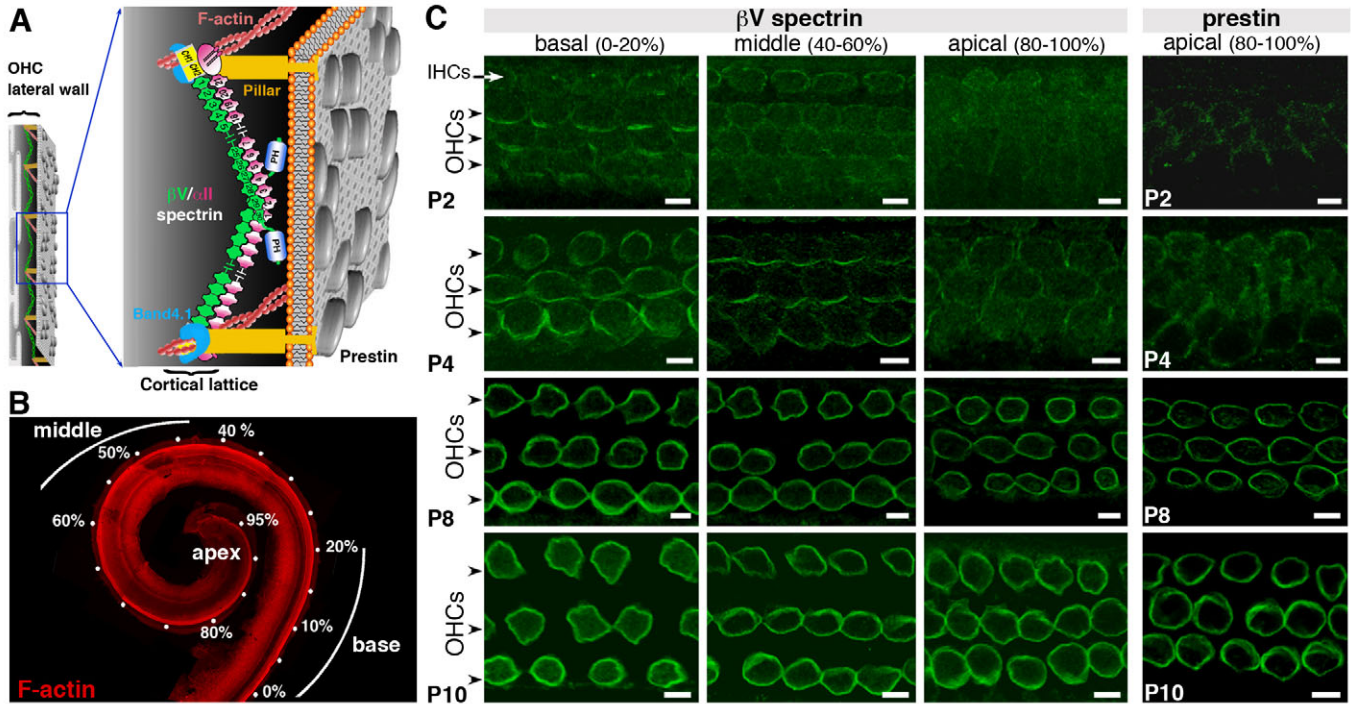 A
F-actin
OHC
lateral wall
CH1 CH2
Pillar
PH
βV/αII
spectrin
PH
Band4.1
Prestin
Cortical lattice
B
middle
40 %
50%
60%
95%
apex
20%
80%
10%
base
F-actin
0%
C
βV spectrin
prestin
basal (0-20%)
middle (40-60%)
apical (80-100%)
apical (80-100%)
IHCs
OHCs
P2
P2
OHCs
P4
P4
OHCs
P8
P8
OHCs
P10
P10